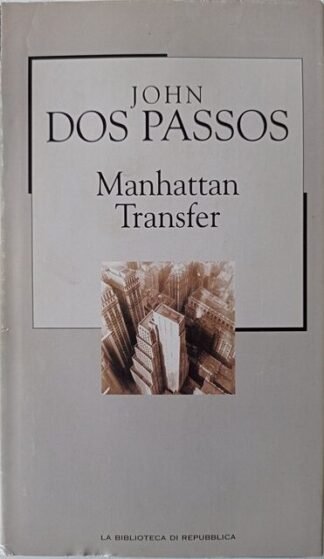 JOHN
DOS PASSOS
Manhattan
Transfer
LA BIBLIOTECA DI REPUBBLICA